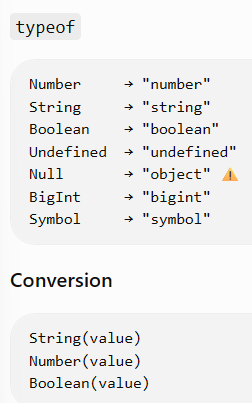 typeof
Number → "number"
String → "string"
Boolean → "boolean"
Undefined → "undefined"
Null → "object" ⚠️
BigInt → "bigint"
Symbol → "symbol"
Conversion
String(value)
Number(value)
Boolean(value)